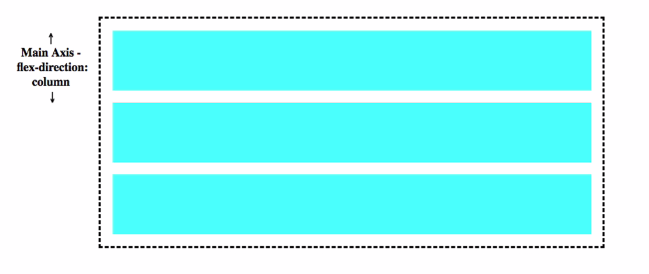 ↑
Main Axis -
flex-direction:
column
↓